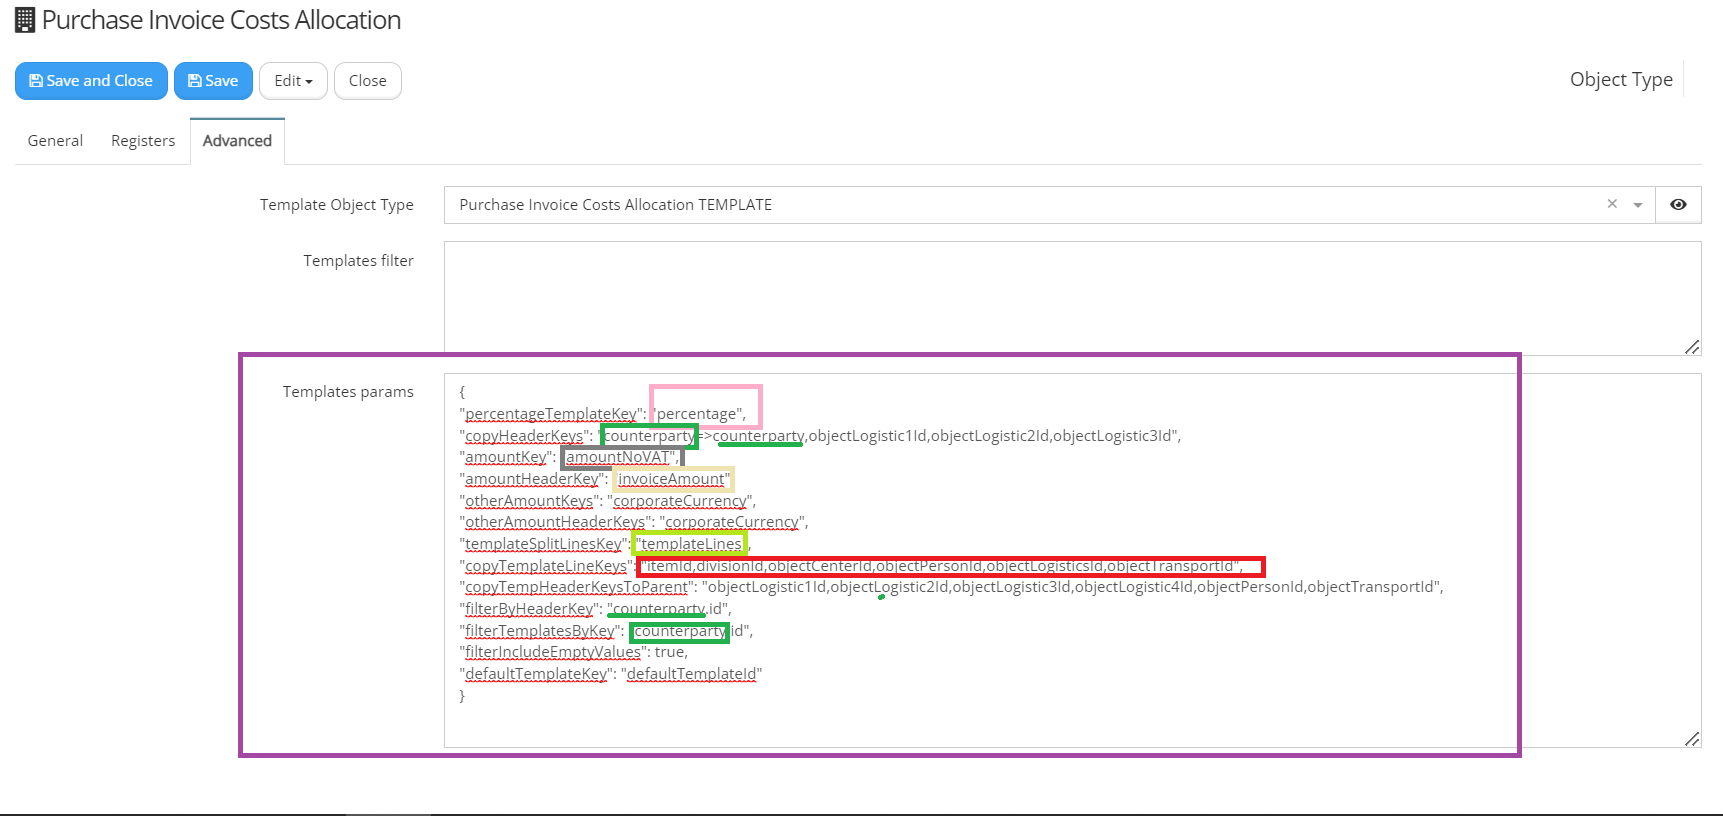 Purchase Invoice Costs Allocation
Save and Close Save Edit Close
Object Type
General Registers Advanced
Template Object Type
Purchase Invoice Costs Allocation TEMPLATE
Templates filter
Templates params
{
"percentageTemplateKey": "percentage",
"copyHeaderKeys": "counterparty=>counterparty,objectLogistic1Id,objectLogistic2Id,objectLogistic3Id",
"amountKey": "amountNoVAT",
"amountHeaderKey": "invoiceAmount"
"otherAmountKeys": "corporateCurrency",
"otherAmountHeaderKeys": "corporateCurrency",
"templateSplitLinesKey": "templateLines",
"copyTemplateLineKeys": "itemId,divisionId,objectCenterId,objectPersonId,objectLogisticsId,objectTransportId",
"copyTempHeaderKeysToParent": "objectLogistic1Id,objectLogistic2Id,objectLogistic3Id,objectLogistic4Id,objectPersonId,objectTransportId",
"filterByHeaderKey": "counterparty.id",
"filterTemplatesByKey": "counterparty.id",
"filterIncludeEmptyValues": true,
"defaultTemplateKey": "defaultTemplateId"
}